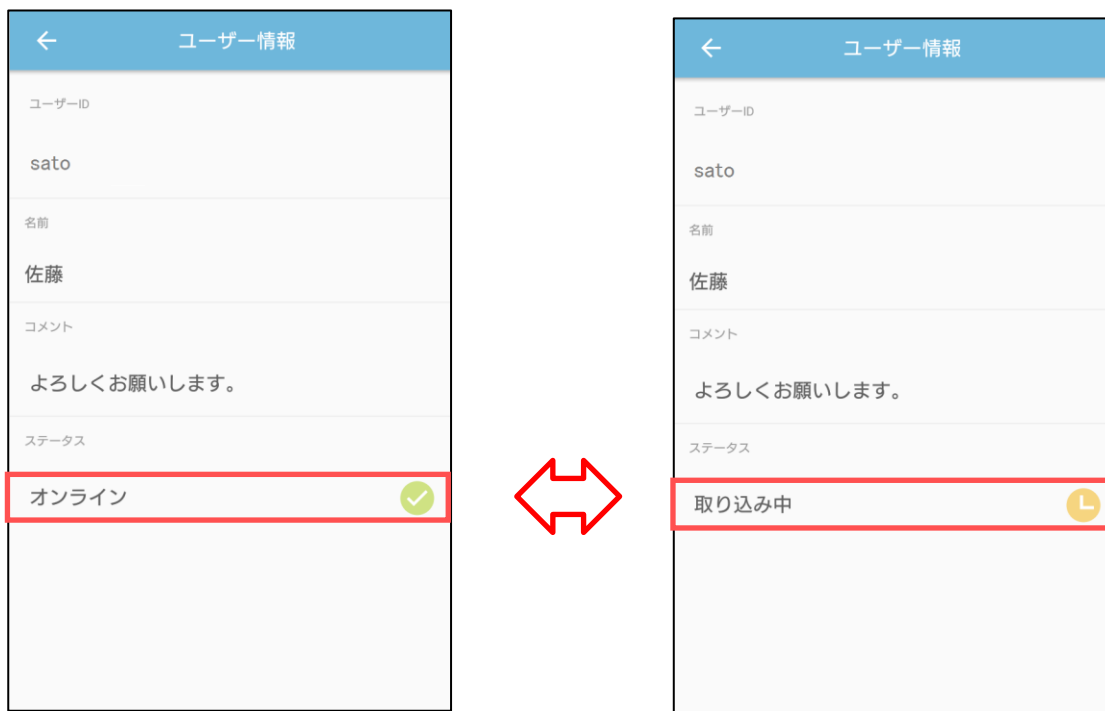 ユーザー情報
ユーザーID
sato
名前
佐藤
コメント
よろしくお願いします。
ステータス
オンライン
ユーザー情報
ユーザーID
sato
名前
佐藤
コメント
よろしくお願いします。
ステータス
取り込み中